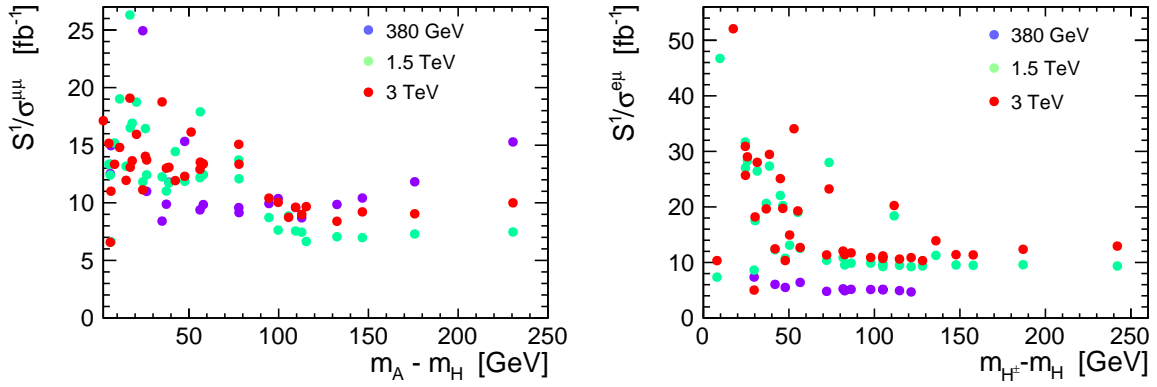 S¹/σ^μμ [fb⁻¹]
25
20
15
10
5
0
380 GeV
1.5 TeV
3 TeV
50 100 150 200 250
m_A - m_H [GeV]
S¹/σ^eμ [fb⁻¹]
50
40
30
20
10
0
380 GeV
1.5 TeV
3 TeV
0 50 100 150 200 250
m_H± - m_H [GeV]